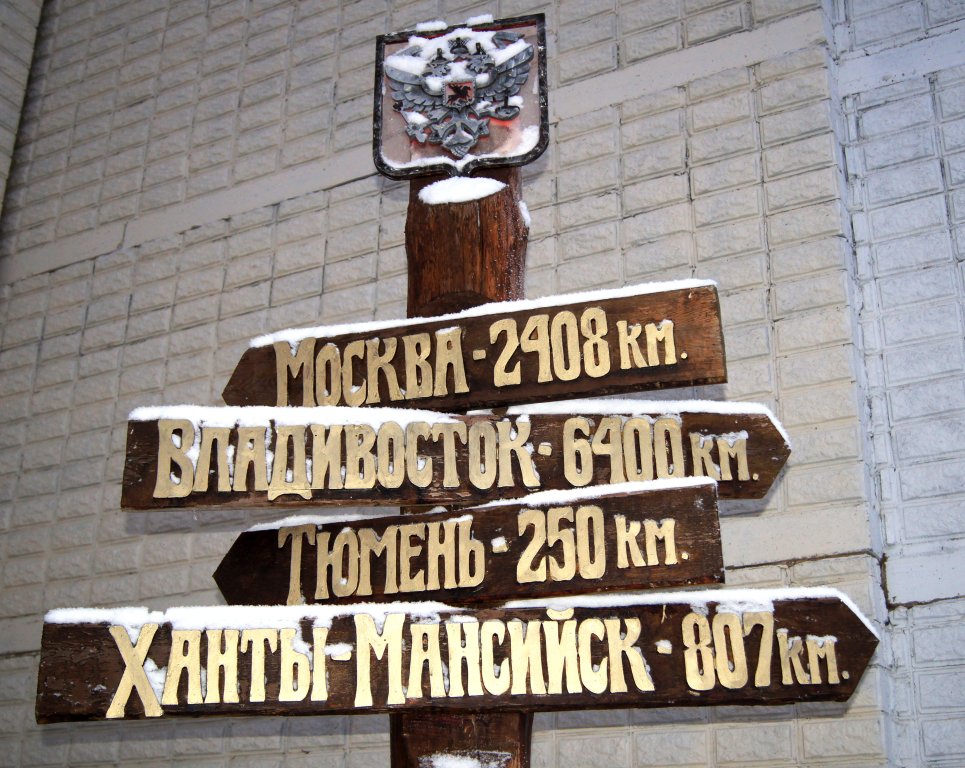 Москва - 2408 км.
Владивосток - 6400 км.
Тюмень - 250 км.
Ханты-Мансийск - 807 км.